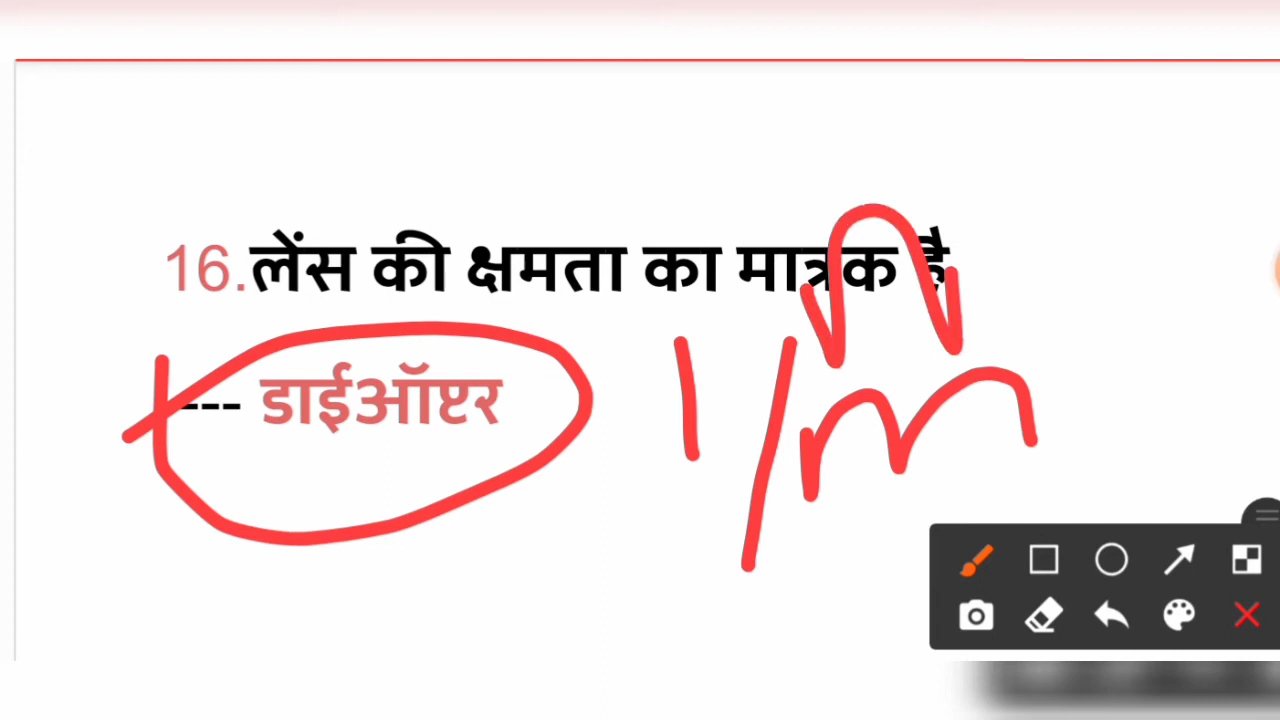 16.लेंस की क्षमता का मात्रक है
--- डाईऑप्टर
1/m